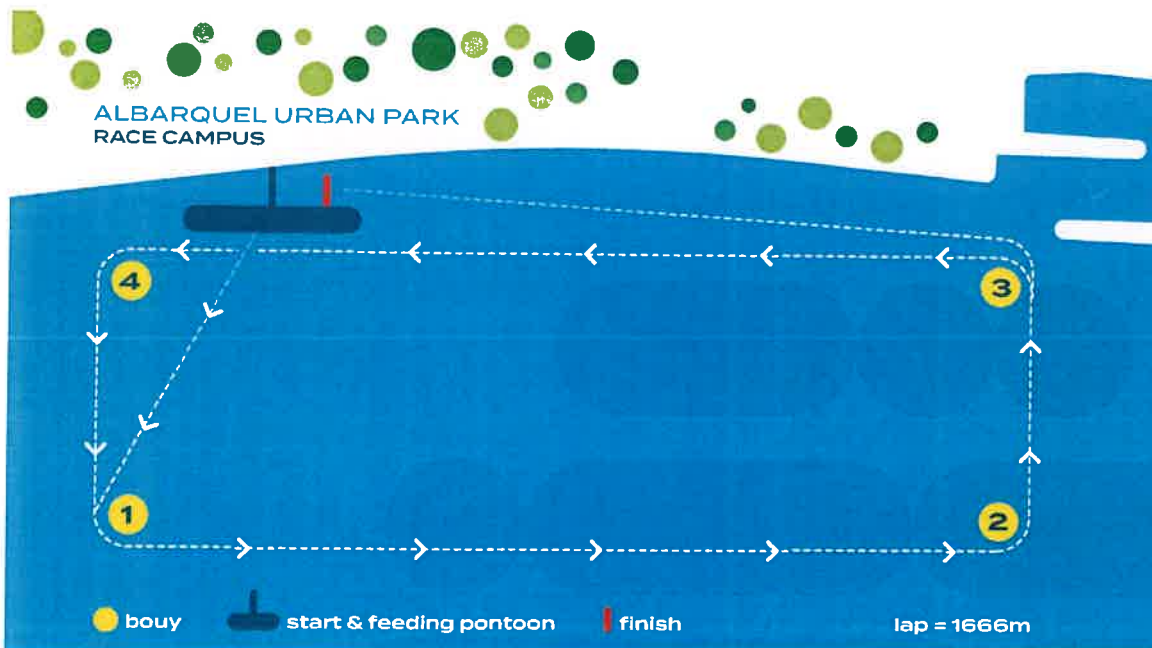 ALBARQUEL URBAN PARK
RACE CAMPUS
4
3
1
2
bouy
start & feeding pontoon
finish
lap = 1666m